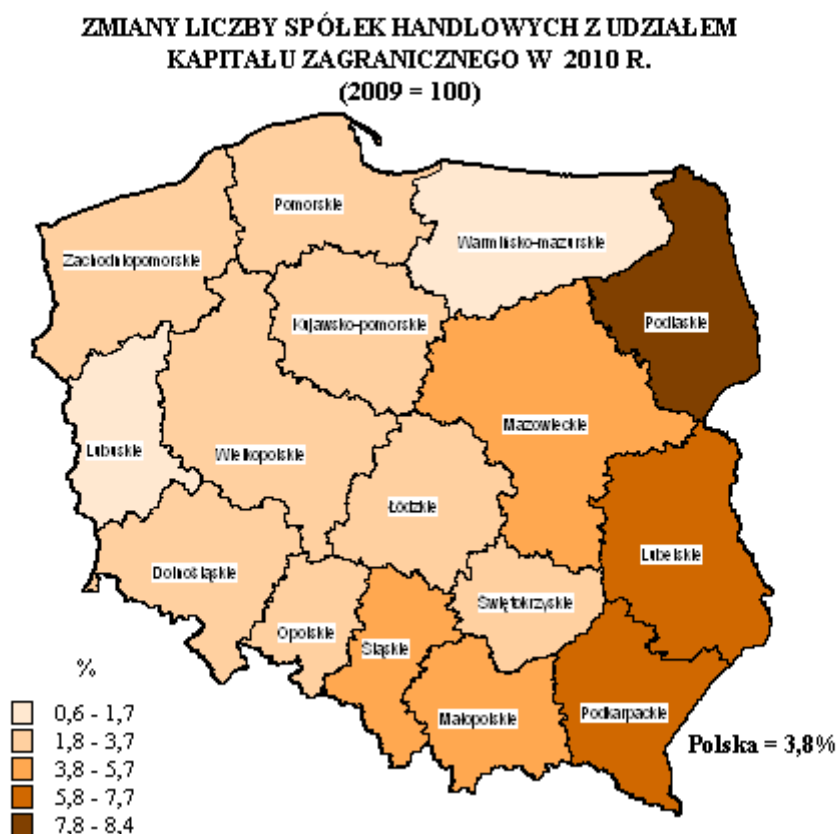 ZMIANY LICZBY SPÓŁEK HANDLOWYCH Z UDZIAŁEM
KAPITAŁU ZAGRANICZNEGO W 2010 R.
(2009 = 100)
Pomorskie
Warmińsko-mazurskie
Zachodniopomorskie
Kujawsko-pomorskie
Podlaskie
Mazowieckie
Lubuskie
Wielkopolskie
Łódzkie
Lubelskie
Dolnośląskie
Świętokrzyskie
Opolskie
Śląskie
Małopolskie
Podkarpackie
%
0,6 - 1,7
1,8 - 3,7
3,8 - 5,7
5,8 - 7,7
7,8 - 8,4
Polska = 3,8%